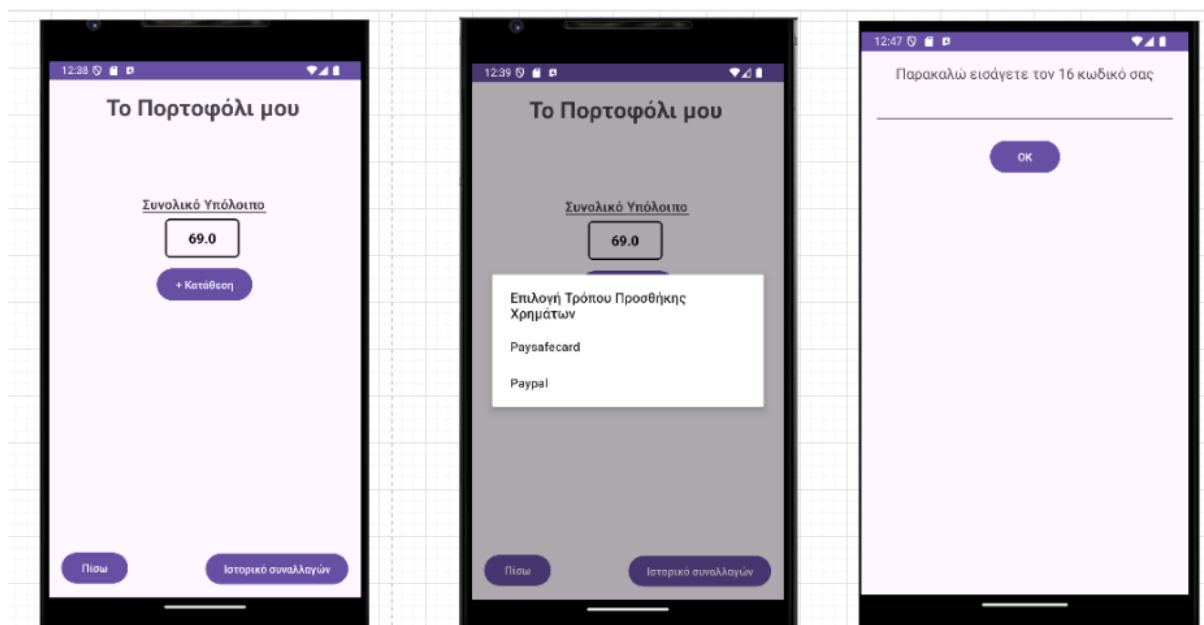 12:38
Το Πορτοφόλι μου
Συνολικό Υπόλοιπο
69.0
+ Κατάθεση
Πίσω
Ιστορικό συναλλαγών
12:39
Το Πορτοφόλι μου
Συνολικό Υπόλοιπο
69.0
Επιλογή Τρόπου Προσθήκης
Χρημάτων
Paysafecard
Paypal
Πίσω
Ιστορικό συναλλαγών
12:47
Παρακαλώ εισάγετε τον 16 κωδικό σας
ΟΚ